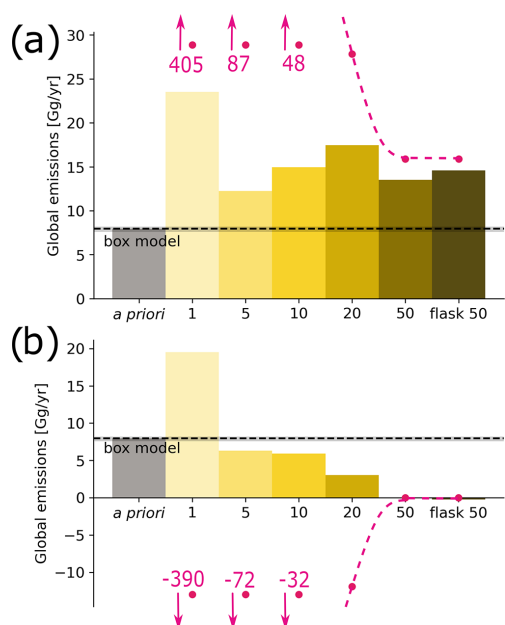 (a)
30
25
20
15
10
5
0
Global emissions [Gg/yr]
405 87 48
box model
a priori 1 5 10 20 50 flask 50
(b)
20
15
10
5
0
−5
−10
Global emissions [Gg/yr]
box model
a priori 1 5 10 20 50 flask 50
-390 -72 -32